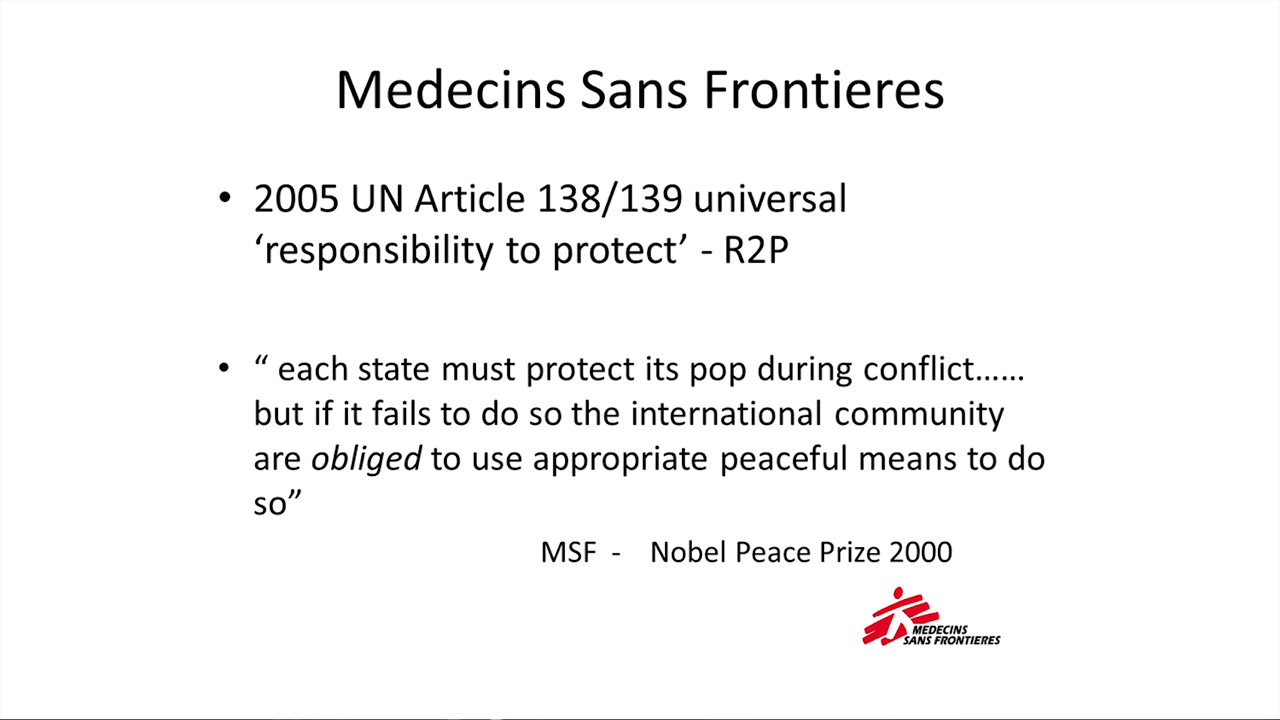 Medecins Sans Frontieres
• 2005 UN Article 138/139 universal
‘responsibility to protect’ - R2P
• “ each state must protect its pop during conflict……
but if it fails to do so the international community
are obliged to use appropriate peaceful means to do
so”
MSF - Nobel Peace Prize 2000
MEDECINS
SANS FRONTIERES